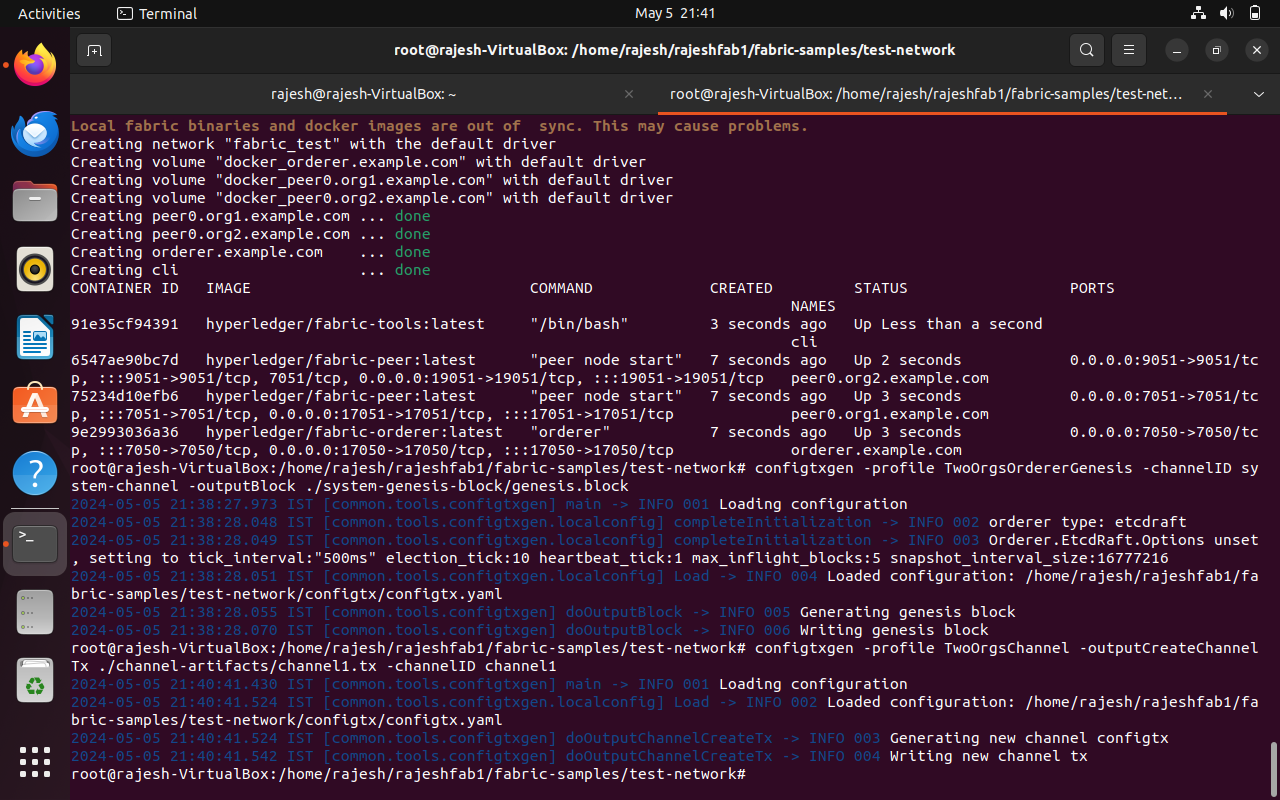 Activities
Terminal
May 5 21:41
root@rajesh-VirtualBox: /home/rajesh/rajeshfab1/fabric-samples/test-network
rajesh@rajesh-VirtualBox: ~
root@rajesh-VirtualBox: /home/rajesh/rajeshfab1/fabric-samples/test-net...
Local fabric binaries and docker images are out of  sync. This may cause problems.
Creating network "fabric_test" with the default driver
Creating volume "docker_orderer.example.com" with default driver
Creating volume "docker_peer0.org1.example.com" with default driver
Creating volume "docker_peer0.org2.example.com" with default driver
Creating peer0.org1.example.com ... done
Creating peer0.org2.example.com ... done
Creating orderer.example.com    ... done
Creating cli                    ... done
CONTAINER ID   IMAGE                               COMMAND             CREATED         STATUS                  PORTS
NAMES
91e35cf94391   hyperledger/fabric-tools:latest     "/bin/bash"         3 seconds ago   Up Less than a second
cli
6547ae90bc7d   hyperledger/fabric-peer:latest      "peer node start"   7 seconds ago   Up 2 seconds            0.0.0.0:9051->9051/tc
p, :::9051->9051/tcp, 7051/tcp, 0.0.0.0:19051->19051/tcp, :::19051->19051/tcp   peer0.org2.example.com
75234d10efb6   hyperledger/fabric-peer:latest      "peer node start"   7 seconds ago   Up 3 seconds            0.0.0.0:7051->7051/tc
p, :::7051->7051/tcp, 0.0.0.0:17051->17051/tcp, :::17051->17051/tcp             peer0.org1.example.com
9e2993036a36   hyperledger/fabric-orderer:latest   "orderer"           7 seconds ago   Up 3 seconds            0.0.0.0:7050->7050/tc
p, :::7050->7050/tcp, 0.0.0.0:17050->17050/tcp, :::17050->17050/tcp             orderer.example.com
root@rajesh-VirtualBox:/home/rajesh/rajeshfab1/fabric-samples/test-network# configtxgen -profile TwoOrgsOrdererGenesis -channelID sy
stem-channel -outputBlock ./system-genesis-block/genesis.block
2024-05-05 21:38:27.973 IST [common.tools.configtxgen] main -> INFO 001 Loading configuration
2024-05-05 21:38:28.048 IST [common.tools.configtxgen.localconfig] completeInitialization -> INFO 002 orderer type: etcdraft
2024-05-05 21:38:28.049 IST [common.tools.configtxgen.localconfig] completeInitialization -> INFO 003 Orderer.EtcdRaft.Options unset
, setting to tick_interval:"500ms" election_tick:10 heartbeat_tick:1 max_inflight_blocks:5 snapshot_interval_size:16777216
2024-05-05 21:38:28.051 IST [common.tools.configtxgen.localconfig] Load -> INFO 004 Loaded configuration: /home/rajesh/rajeshfab1/fa
bric-samples/test-network/configtx/configtx.yaml
2024-05-05 21:38:28.055 IST [common.tools.configtxgen] doOutputBlock -> INFO 005 Generating genesis block
2024-05-05 21:38:28.070 IST [common.tools.configtxgen] doOutputBlock -> INFO 006 Writing genesis block
root@rajesh-VirtualBox:/home/rajesh/rajeshfab1/fabric-samples/test-network# configtxgen -profile TwoOrgsChannel -outputCreateChannel
Tx ./channel-artifacts/channel1.tx -channelID channel1
2024-05-05 21:40:41.430 IST [common.tools.configtxgen] main -> INFO 001 Loading configuration
2024-05-05 21:40:41.524 IST [common.tools.configtxgen.localconfig] Load -> INFO 002 Loaded configuration: /home/rajesh/rajeshfab1/fa
bric-samples/test-network/configtx/configtx.yaml
2024-05-05 21:40:41.524 IST [common.tools.configtxgen] doOutputChannelCreateTx -> INFO 003 Generating new channel configtx
2024-05-05 21:40:41.542 IST [common.tools.configtxgen] doOutputChannelCreateTx -> INFO 004 Writing new channel tx
root@rajesh-VirtualBox:/home/rajesh/rajeshfab1/fabric-samples/test-network#